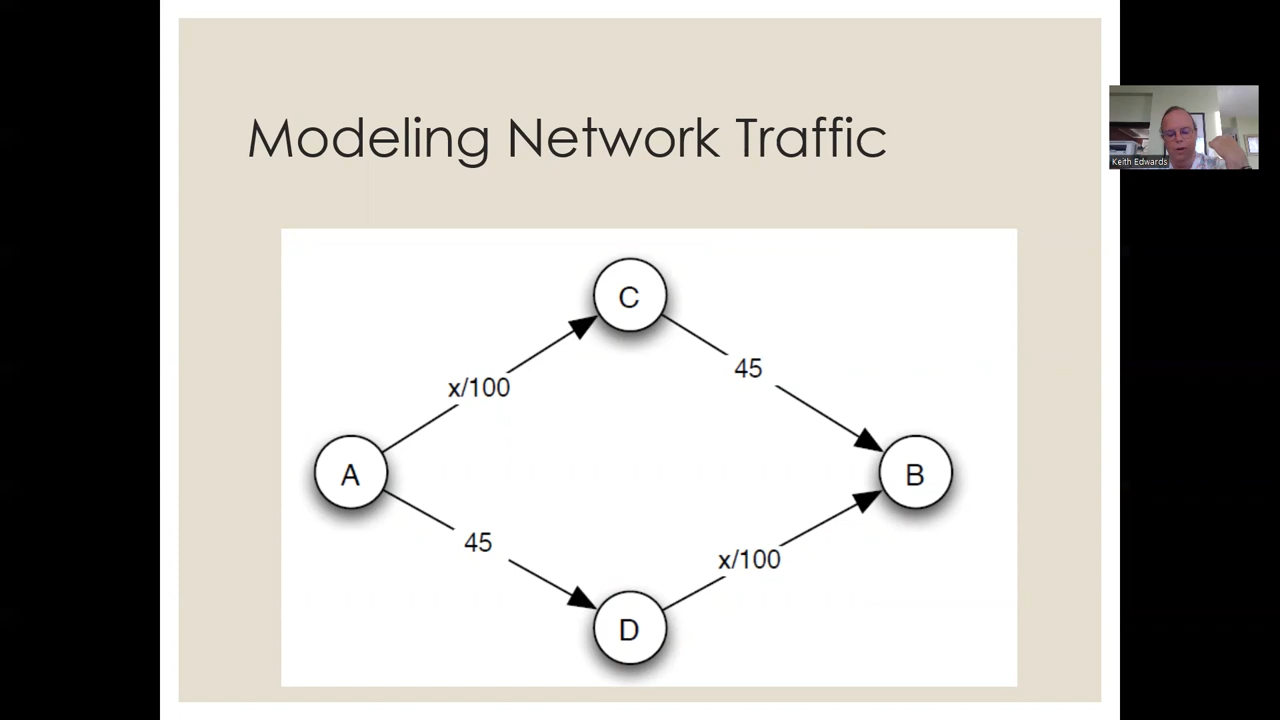 Modeling Network Traffic
Keith Edwards
C
x/100
45
A
B
45
x/100
D